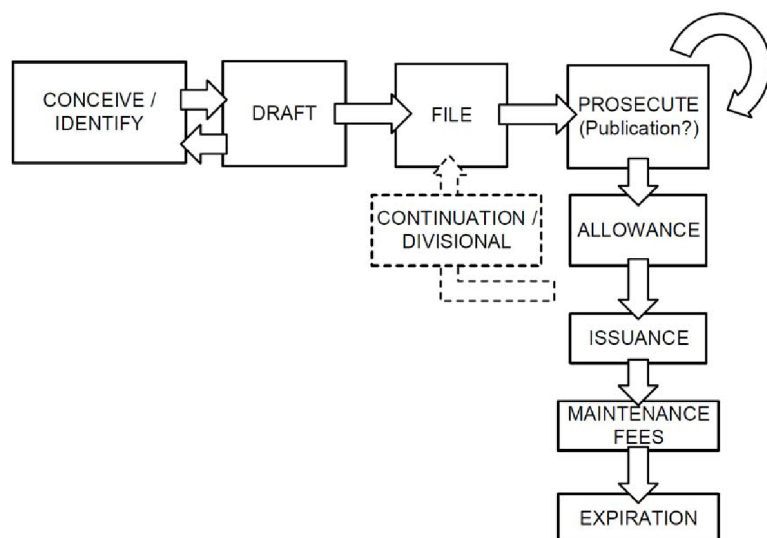 CONCEIVE /
IDENTIFY
DRAFT
FILE
PROSECUTE
(Publication?)
CONTINUATION /
DIVISIONAL
ALLOWANCE
ISSUANCE
MAINTENANCE
FEES
EXPIRATION